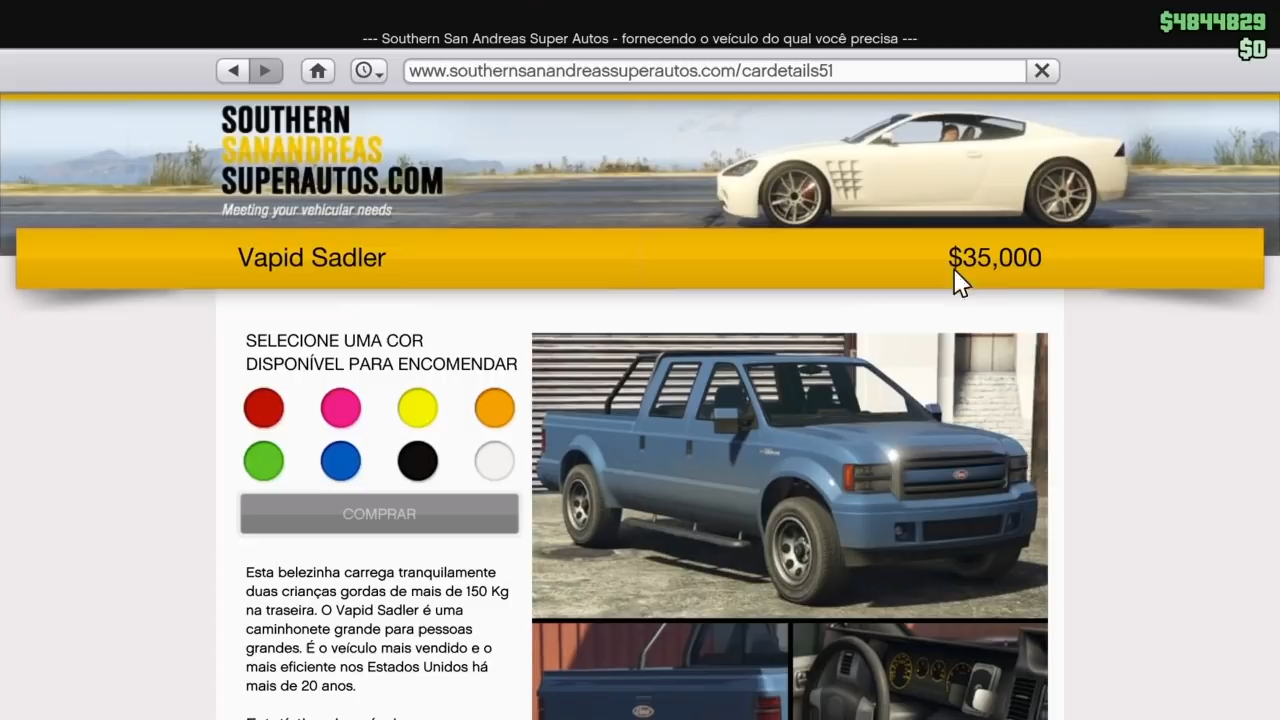 $4844829
--- Southern San Andreas Super Autos - fornecendo o veículo do qual você precisa ---
$0
www.southernsanandreassuperautos.com/cardetails51
SOUTHERN
SANANDREAS
SUPERAUTOS.COM
Meeting your vehicular needs
Vapid Sadler
$35,000
SELECIONE UMA COR
DISPONÍVEL PARA ENCOMENDAR
COMPRAR
Esta belezinha carrega tranquilamente
duas crianças gordas de mais de 150 Kg
na traseira. O Vapid Sadler é uma
caminhonete grande para pessoas
grandes. É o veículo mais vendido e o
mais eficiente nos Estados Unidos há
mais de 20 anos.